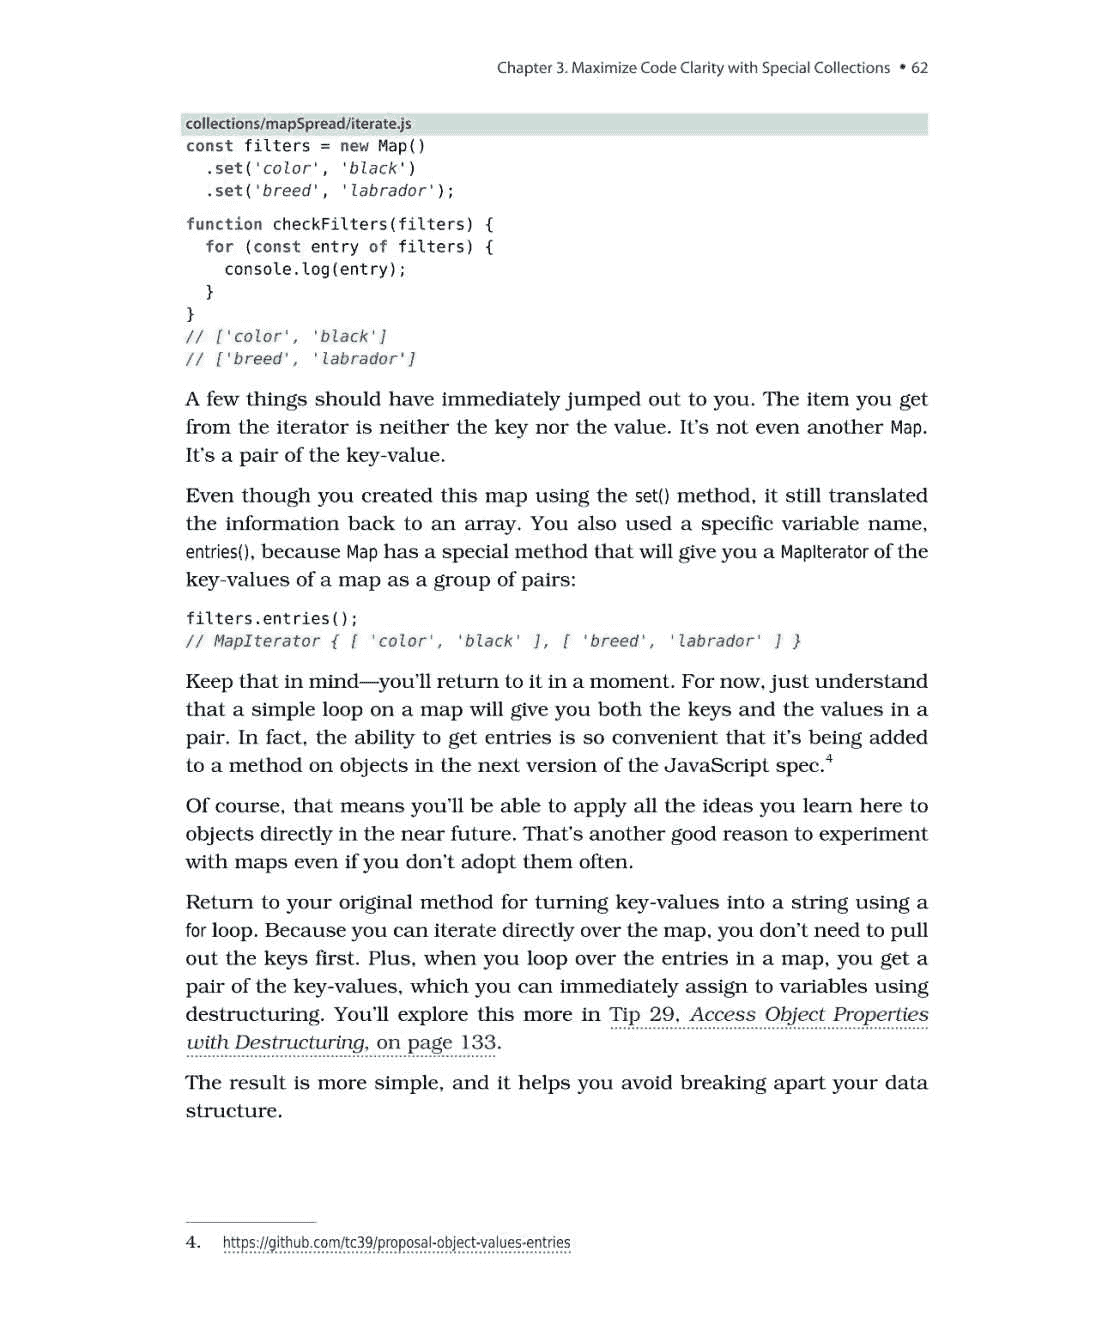 Chapter 3. Maximize Code Clarity with Special Collections • 62
collections/mapSpread/iterate.js
const filters = new Map()
  .set('color', 'black')
  .set('breed', 'labrador');
function checkFilters(filters) {
  for (const entry of filters) {
    console.log(entry);
  }
}
// ['color', 'black']
// ['breed', 'labrador']
A few things should have immediately jumped out to you. The item you get
from the iterator is neither the key nor the value. It's not even another Map.
It's a pair of the key-value.
Even though you created this map using the set() method, it still translated
the information back to an array. You also used a specific variable name,
entries(), because Map has a special method that will give you a MapIterator of the
key-values of a map as a group of pairs:
filters.entries();
// MapIterator { [ 'color', 'black' ], [ 'breed', 'labrador' ] }
Keep that in mind—you'll return to it in a moment. For now, just understand
that a simple loop on a map will give you both the keys and the values in a
pair. In fact, the ability to get entries is so convenient that it's being added
to a method on objects in the next version of the JavaScript spec.4
Of course, that means you'll be able to apply all the ideas you learn here to
objects directly in the near future. That's another good reason to experiment
with maps even if you don't adopt them often.
Return to your original method for turning key-values into a string using a
for loop. Because you can iterate directly over the map, you don't need to pull
out the keys first. Plus, when you loop over the entries in a map, you get a
pair of the key-values, which you can immediately assign to variables using
destructuring. You'll explore this more in Tip 29, Access Object Properties
with Destructuring, on page 133.
The result is more simple, and it helps you avoid breaking apart your data
structure.
4. https://github.com/tc39/proposal-object-values-entries